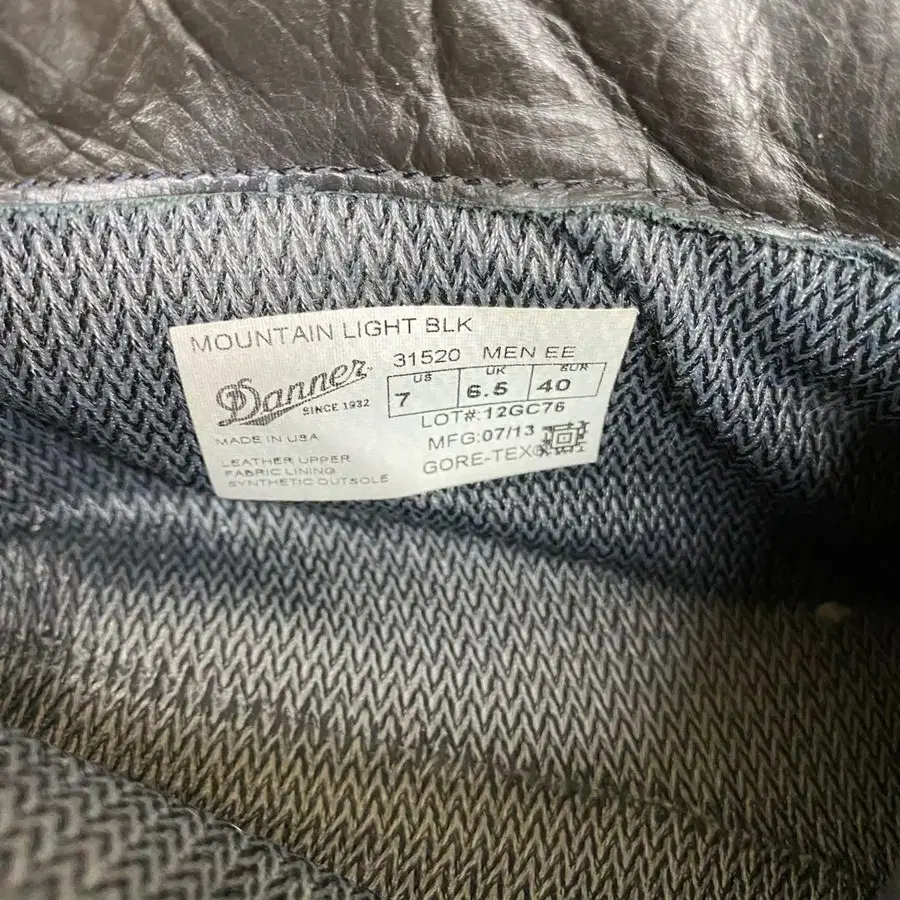 MOUNTAIN LIGHT BLK
31520 MEN EE
Danner
SINCE 1932
US UK EUR
7 6.5 40
LOT#:12GC76
MADE IN USA
MFG:07/13
LEATHER UPPER
FABRIC LINING
SYNTHETIC OUTSOLE
GORE-TEX®